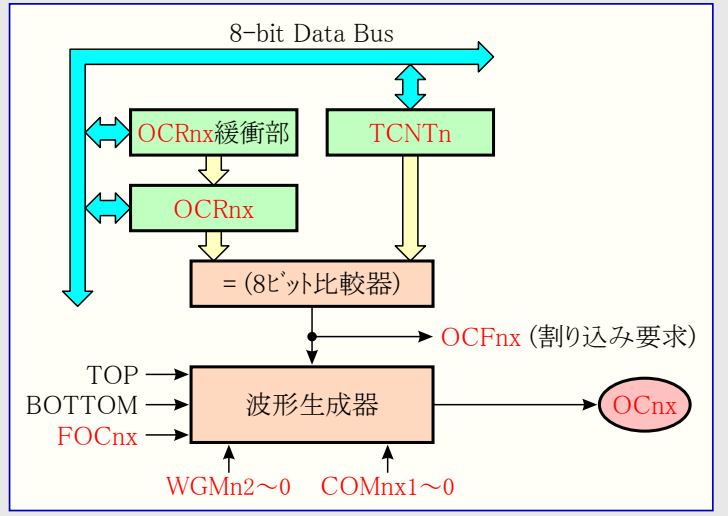 8-bit Data Bus
OCRnx緩衝部
TCNTn
OCRnx
= (8ビット比較器)
OCFnx (割り込み要求)
TOP
BOTTOM
FOCnx
波形生成器
OCnx
WGMn2～0
COMnx1～0